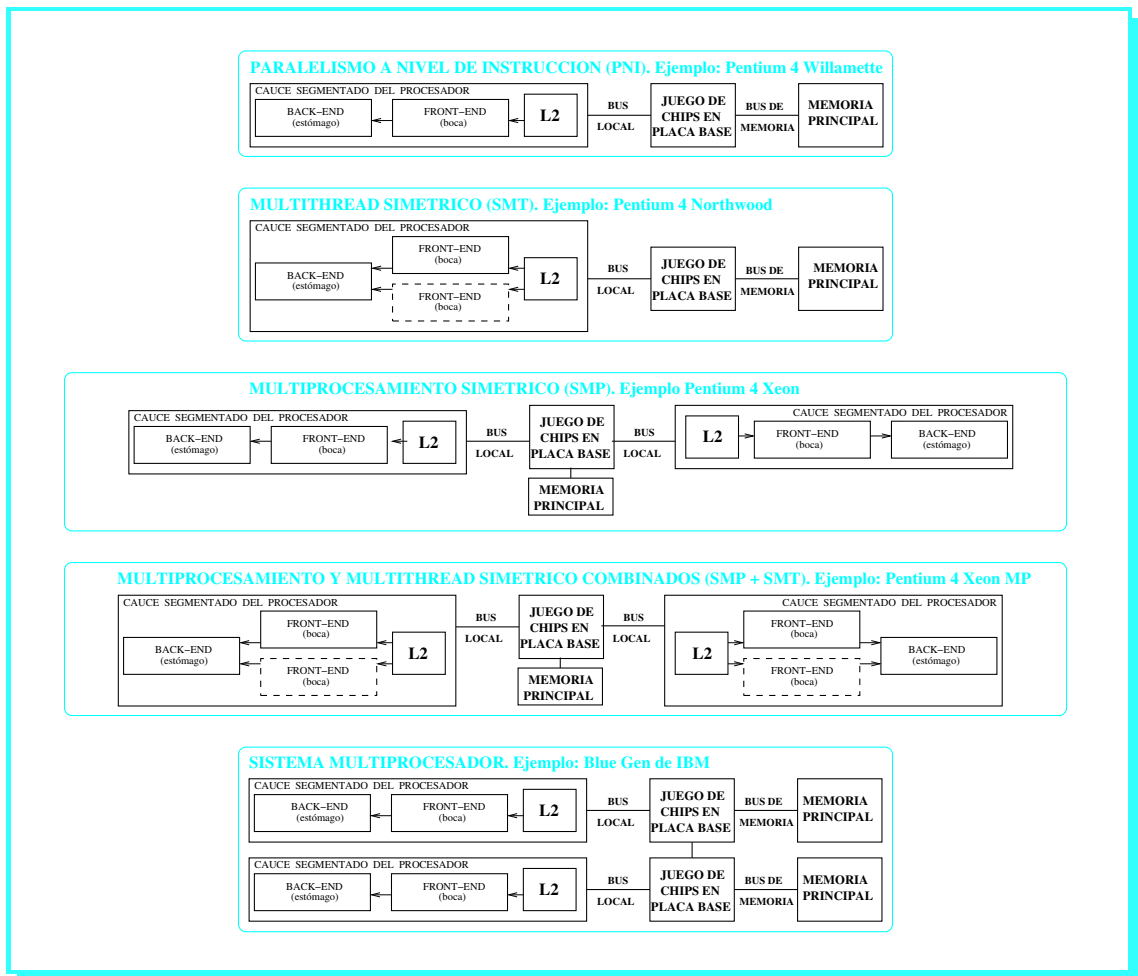 PARALELISMO A NIVEL DE INSTRUCCION (PNI). Ejemplo: Pentium 4 Willamette
CAUCE SEGMENTADO DEL PROCESADOR
BACK−END
(estómago)
FRONT−END
(boca)
L2
BUS
LOCAL
JUEGO DE
CHIPS EN
PLACA BASE
BUS DE
MEMORIA
MEMORIA
PRINCIPAL
MULTITHREAD SIMETRICO (SMT). Ejemplo: Pentium 4 Northwood
CAUCE SEGMENTADO DEL PROCESADOR
BACK−END
(estómago)
FRONT−END
(boca)
FRONT−END
(boca)
L2
BUS
LOCAL
JUEGO DE
CHIPS EN
PLACA BASE
BUS DE
MEMORIA
MEMORIA
PRINCIPAL
MULTIPROCESAMIENTO SIMETRICO (SMP). Ejemplo Pentium 4 Xeon
CAUCE SEGMENTADO DEL PROCESADOR
BACK−END
(estómago)
FRONT−END
(boca)
L2
BUS
LOCAL
JUEGO DE
CHIPS EN
PLACA BASE
MEMORIA
PRINCIPAL
BUS
LOCAL
CAUCE SEGMENTADO DEL PROCESADOR
L2
FRONT−END
(boca)
BACK−END
(estómago)
MULTIPROCESAMIENTO Y MULTITHREAD SIMETRICO COMBINADOS (SMP + SMT). Ejemplo: Pentium 4 Xeon MP
CAUCE SEGMENTADO DEL PROCESADOR
BACK−END
(estómago)
FRONT−END
(boca)
FRONT−END
(boca)
L2
BUS
LOCAL
JUEGO DE
CHIPS EN
PLACA BASE
MEMORIA
PRINCIPAL
BUS
LOCAL
CAUCE SEGMENTADO DEL PROCESADOR
L2
FRONT−END
(boca)
FRONT−END
(boca)
BACK−END
(estómago)
SISTEMA MULTIPROCESADOR. Ejemplo: Blue Gen de IBM
CAUCE SEGMENTADO DEL PROCESADOR
BACK−END
(estómago)
FRONT−END
(boca)
L2
BUS
LOCAL
JUEGO DE
CHIPS EN
PLACA BASE
BUS DE
MEMORIA
MEMORIA
PRINCIPAL
CAUCE SEGMENTADO DEL PROCESADOR
BACK−END
(estómago)
FRONT−END
(boca)
L2
BUS
LOCAL
JUEGO DE
CHIPS EN
PLACA BASE
BUS DE
MEMORIA
MEMORIA
PRINCIPAL